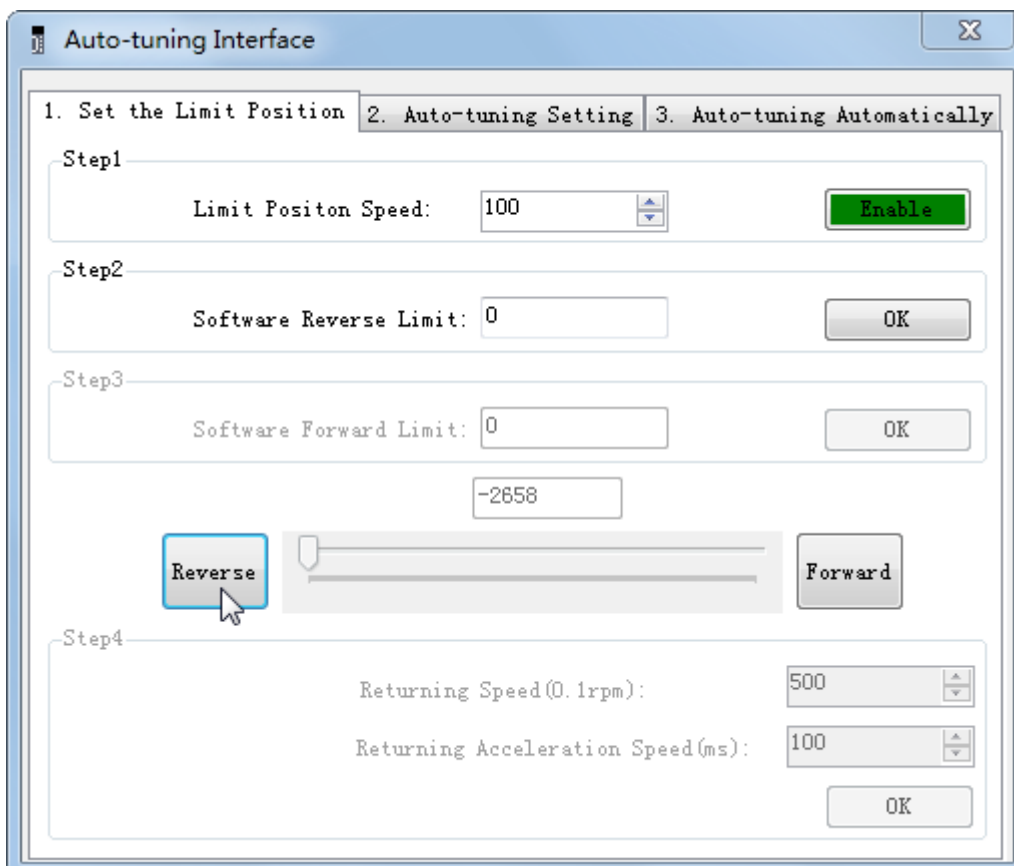 Auto-tuning Interface
1. Set the Limit Position 2. Auto-tuning Setting 3. Auto-tuning Automatically
Step1
Limit Positon Speed: 100 Enable
Step2
Software Reverse Limit: 0 OK
Step3
Software Forward Limit: 0 OK
-2658
Reverse Forward
Step4
Returning Speed(0.1rpm): 500
Returning Acceleration Speed(ms): 100
OK